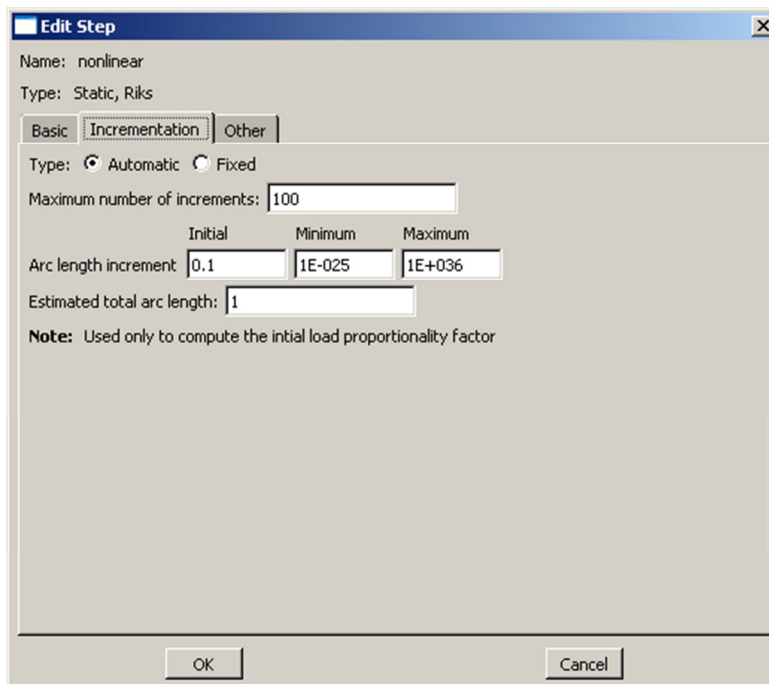 Edit Step
Name: nonlinear
Type: Static, Riks
Basic Incrementation Other
Type: Automatic Fixed
Maximum number of increments: 100
Initial Minimum Maximum
Arc length increment 0.1 1E-025 1E+036
Estimated total arc length: 1
Note: Used only to compute the intial load proportionality factor
OK Cancel